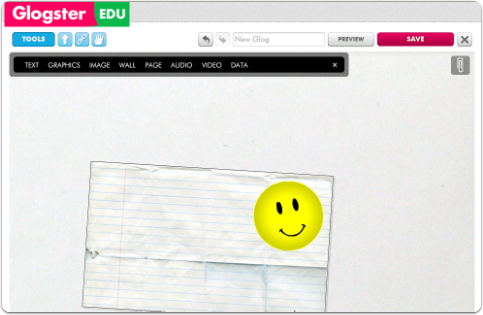 Glogster EDU
TOOLS New Glog PREVIEW SAVE
TEXT GRAPHICS IMAGE WALL PAGE AUDIO VIDEO DATA